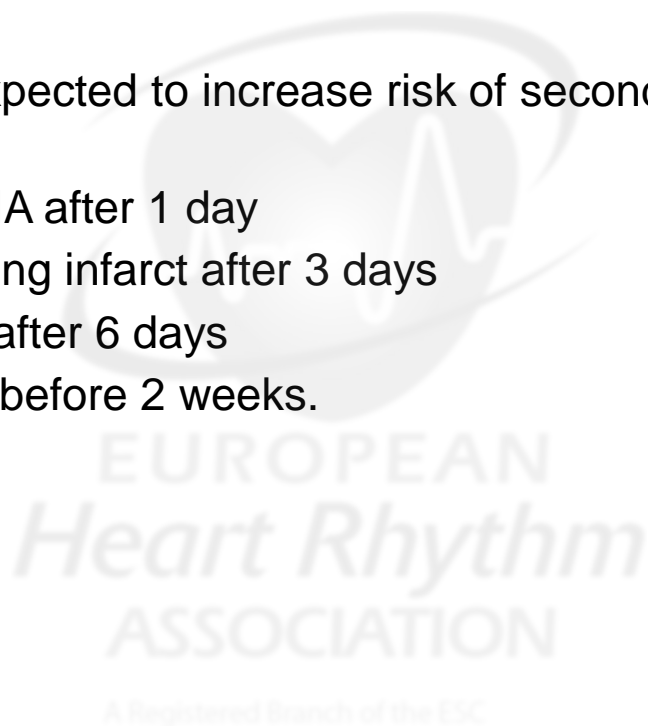 xpected to increase risk of second
A after 1 day
ng infarct after 3 days
after 6 days
before 2 weeks.
EUROPEAN
Heart Rhythm
ASSOCIATION
A Registered Branch of the ESC